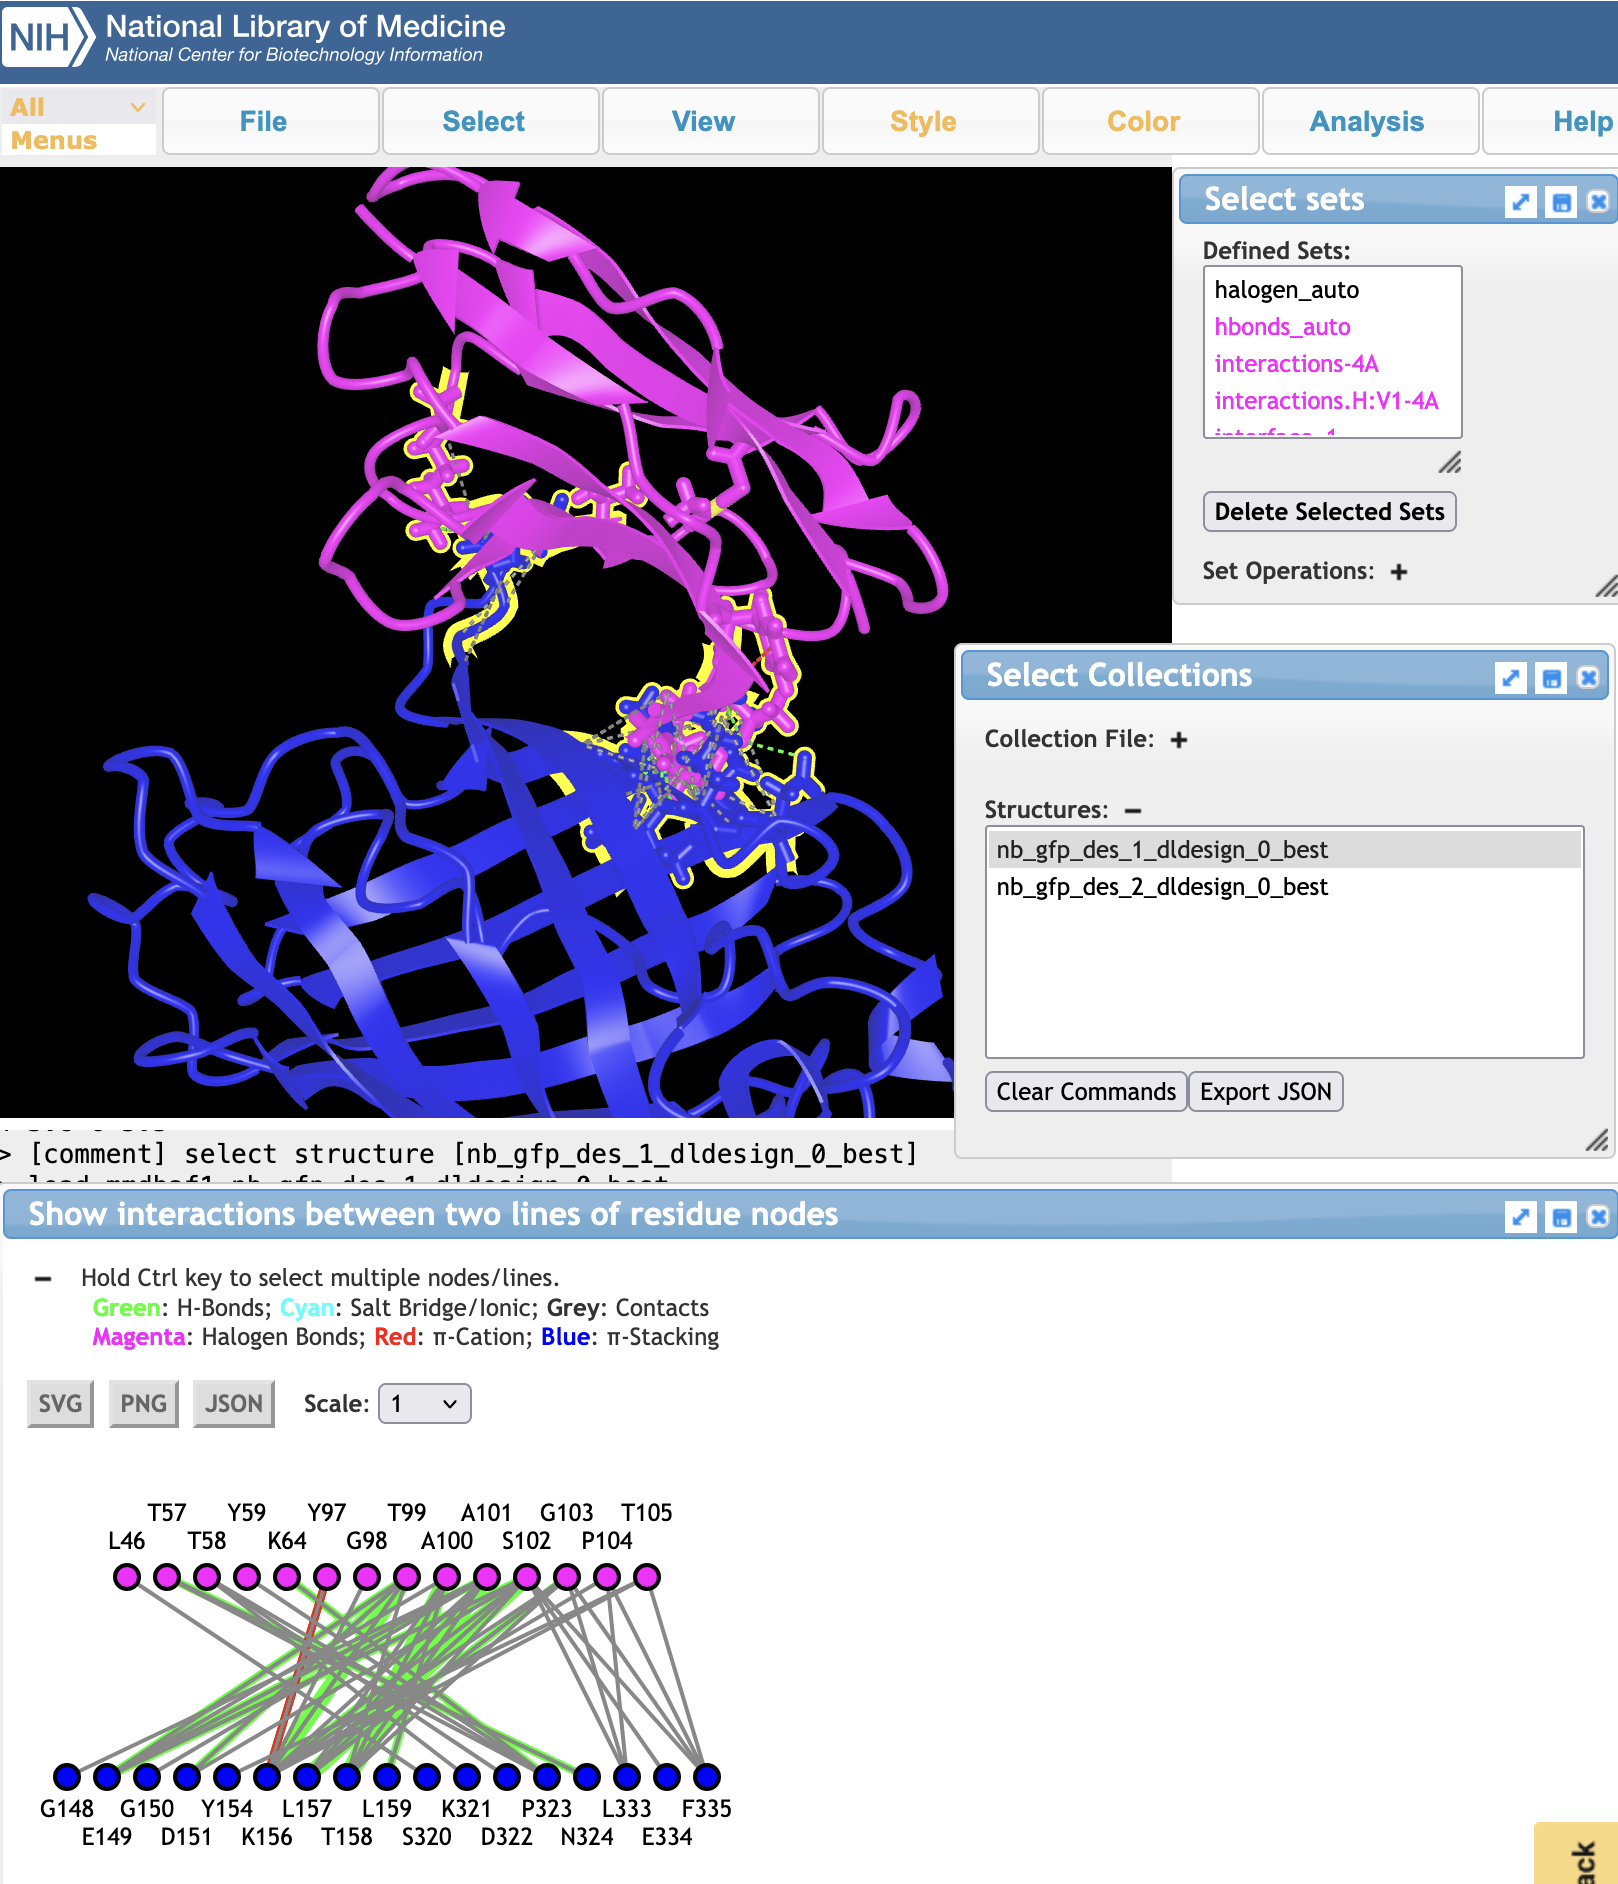 NIH
National Library of Medicine
National Center for Biotechnology Information
All
Menus
File
Select
View
Style
Color
Analysis
Help
Select sets
Defined Sets:
halogen_auto
hbonds_auto
interactions-4A
interactions.H:V1-4A
Delete Selected Sets
Set Operations: +
Select Collections
Collection File: +
Structures: −
nb_gfp_des_1_dldesign_0_best
nb_gfp_des_2_dldesign_0_best
Clear Commands
Export JSON
> [comment] select structure [nb_gfp_des_1_dldesign_0_best]
Show interactions between two lines of residue nodes
− Hold Ctrl key to select multiple nodes/lines.
Green: H-Bonds; Cyan: Salt Bridge/Ionic; Grey: Contacts
Magenta: Halogen Bonds; Red: π-Cation; Blue: π-Stacking
SVG PNG JSON Scale: 1
T57 Y59 Y97 T99 A101 G103 T105
L46 T58 K64 G98 A100 S102 P104
G148 G150 Y154 L157 L159 K321 P323 L333 F335
E149 D151 K156 T158 S320 D322 N324 E334